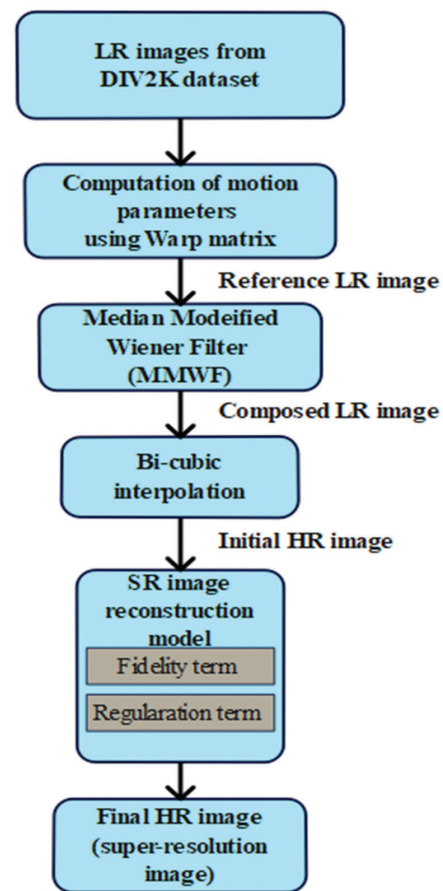 LR images from
DIV2K dataset
Computation of motion
parameters
using Warp matrix
Reference LR image
Median Modeified
Wiener Filter
(MMWF)
Composed LR image
Bi-cubic
interpolation
Initial HR image
SR image
reconstruction
model
Fidelity term
Regularation term
Final HR image
(super-resolution
image)